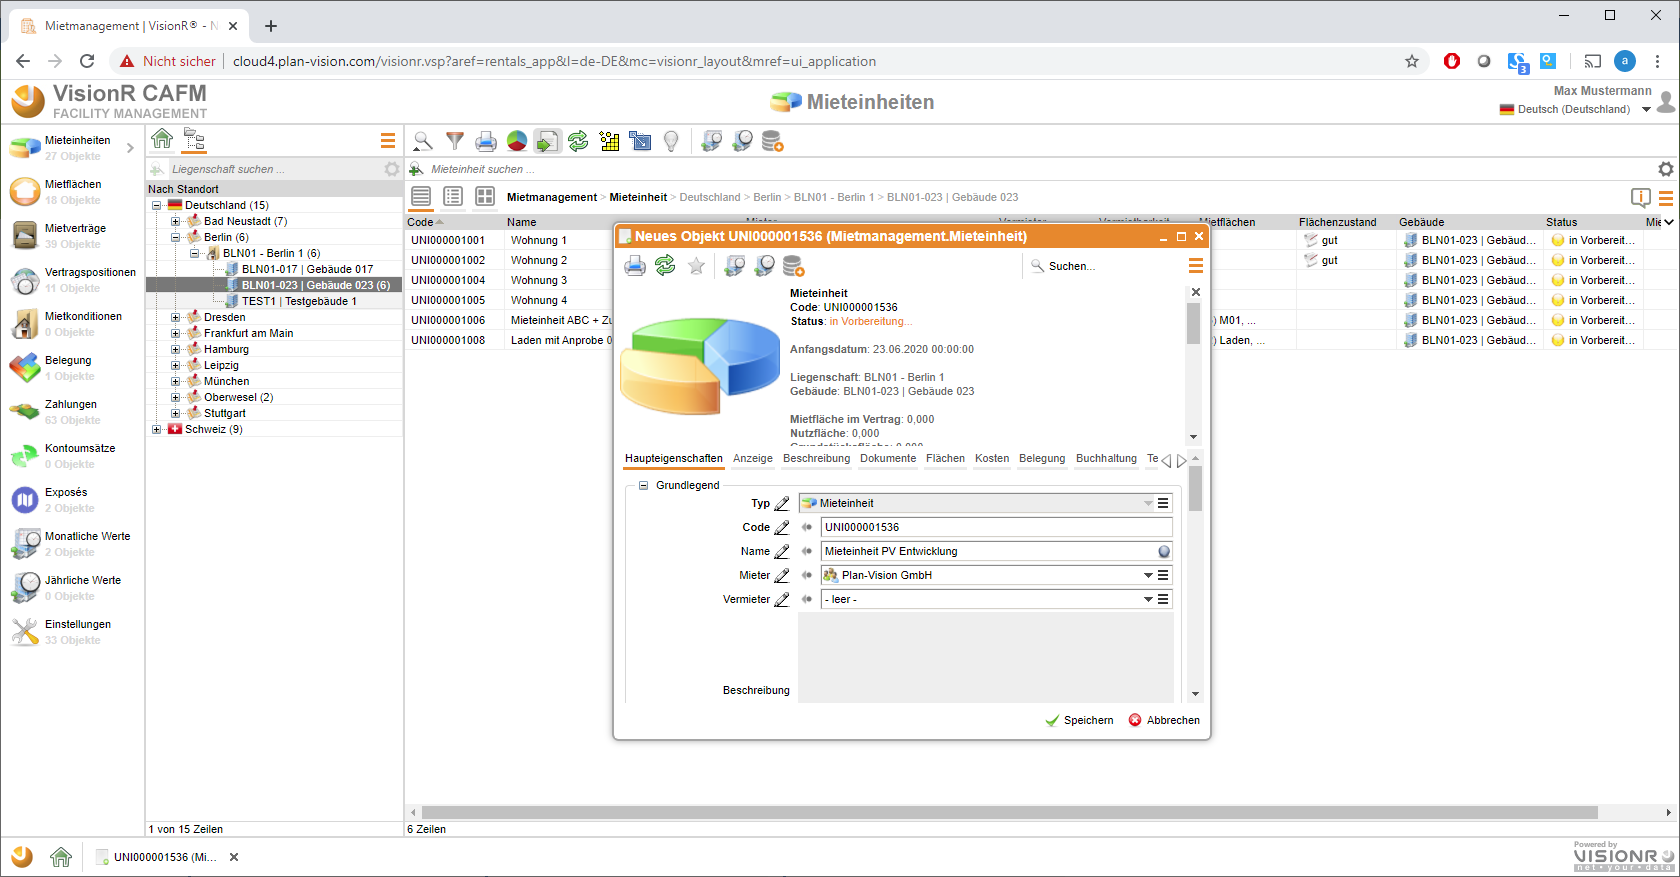 Mietmanagement | VisionR® - N
Nicht sicher | cloud4.plan-vision.com/visionr.vsp?aref=rentals_app&l=de-DE&mc=visionr_layout&mref=ui_application
3
a
VisionR CAFM
FACILITY MANAGEMENT
Mieteinheiten
Max Mustermann
Deutsch (Deutschland)
Mieteinheiten
27 Objekte
Mietflächen
18 Objekte
Mietverträge
39 Objekte
Vertragspositionen
11 Objekte
Mietkonditionen
0 Objekte
Belegung
1 Objekte
Zahlungen
63 Objekte
Kontoumsätze
0 Objekte
Exposés
2 Objekte
Monatliche Werte
2 Objekte
Jährliche Werte
0 Objekte
Einstellungen
33 Objekte
Liegenschaft suchen ...
Nach Standort
Deutschland (15)
Bad Neustadt (7)
Berlin (6)
BLN01 - Berlin 1 (6)
BLN01-017 | Gebäude 017
BLN01-023 | Gebäude 023 (6)
TEST1 | Testgebäude 1
Dresden
Frankfurt am Main
Hamburg
Leipzig
München
Oberwesel (2)
Stuttgart
Schweiz (9)
1 von 15 Zeilen
Mieteinheit suchen ...
Mietmanagement > Mieteinheit > Deutschland > Berlin > BLN01 - Berlin 1 > BLN01-023 | Gebäude 023
Code Name Mieter Vermieter Vermietbarkeit Mietflächen Flächenzustand Gebäude Status Mie
UNI000001001 Wohnung 1 gut BLN01-023 | Gebäud... in Vorbereit...
UNI000001002 Wohnung 2 gut BLN01-023 | Gebäud... in Vorbereit...
UNI000001004 Wohnung 3 BLN01-023 | Gebäud... in Vorbereit...
UNI000001005 Wohnung 4 BLN01-023 | Gebäud... in Vorbereit...
UNI000001006 Mieteinheit ABC + Zu ) M01, ... BLN01-023 | Gebäud... in Vorbereit...
UNI000001008 Laden mit Anprobe 0 ) Laden, ... BLN01-023 | Gebäud... in Vorbereit...
6 Zeilen
Neues Objekt UNI000001536 (Mietmanagement.Mieteinheit)
Suchen...
Mieteinheit
Code: UNI000001536
Status: in Vorbereitung...
Anfangsdatum: 23.06.2020 00:00:00
Liegenschaft: BLN01 - Berlin 1
Gebäude: BLN01-023 | Gebäude 023
Mietfläche im Vertrag: 0,000
Nutzfläche: 0,000
Grundstücksfläche: 0,000
Haupteigenschaften Anzeige Beschreibung Dokumente Flächen Kosten Belegung Buchhaltung Te
Grundlegend
Typ Mieteinheit
Code UNI000001536
Name Mieteinheit PV Entwicklung
Mieter Plan-Vision GmbH
Vermieter - leer -
Beschreibung
Speichern Abbrechen
UNI000001536 (Mi...
Powered by
VISIONR
net • your • data